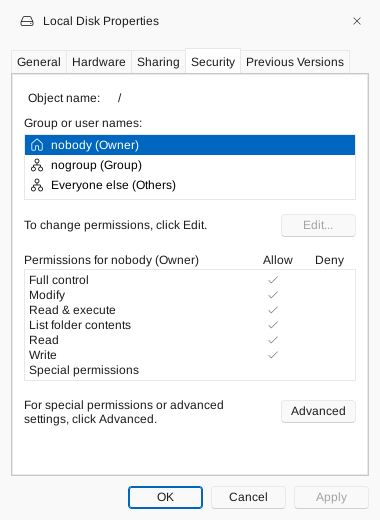 Local Disk Properties
General Hardware Sharing Security Previous Versions
Object name: /
Group or user names:
nobody (Owner)
nogroup (Group)
Everyone else (Others)
To change permissions, click Edit. Edit...
Permissions for nobody (Owner) Allow Deny
Full control
Modify
Read & execute
List folder contents
Read
Write
Special permissions
For special permissions or advanced
settings, click Advanced.
Advanced
OK Cancel Apply